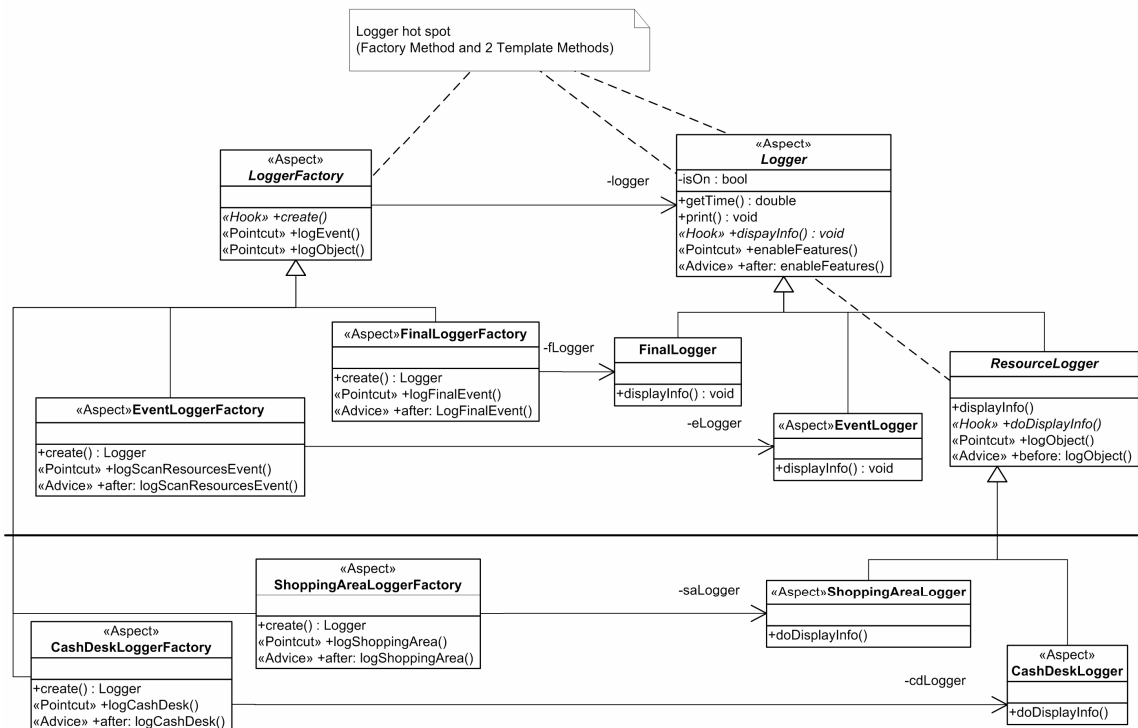 Logger hot spot
(Factory Method and 2 Template Methods)
«Aspect»
LoggerFactory
«Hook» +create()
«Pointcut» +logEvent()
«Pointcut» +logObject()
-logger
«Aspect»
Logger
-isOn : bool
+getTime() : double
+print() : void
«Hook» +dispayInfo() : void
«Pointcut» +enableFeatures()
«Advice» +after: enableFeatures()
«Aspect»FinalLoggerFactory
+create() : Logger
«Pointcut» +logFinalEvent()
«Advice» +after: LogFinalEvent()
-fLogger
FinalLogger
+displayInfo() : void
ResourceLogger
+displayInfo()
«Hook» +doDisplayInfo()
«Pointcut» +logObject()
«Advice» +before: logObject()
«Aspect»EventLoggerFactory
+create() : Logger
«Pointcut» +logScanResourcesEvent()
«Advice» +after: logScanResourcesEvent()
-eLogger
«Aspect»EventLogger
+displayInfo() : void
«Aspect»
ShoppingAreaLoggerFactory
+create() : Logger
«Pointcut» +logShoppingArea()
«Advice» +after: logShoppingArea()
-saLogger
«Aspect»ShoppingAreaLogger
+doDisplayInfo()
«Aspect»
CashDeskLoggerFactory
+create() : Logger
«Pointcut» +logCashDesk()
«Advice» +after: logCashDesk()
-cdLogger
«Aspect»
CashDeskLogger
+doDisplayInfo()